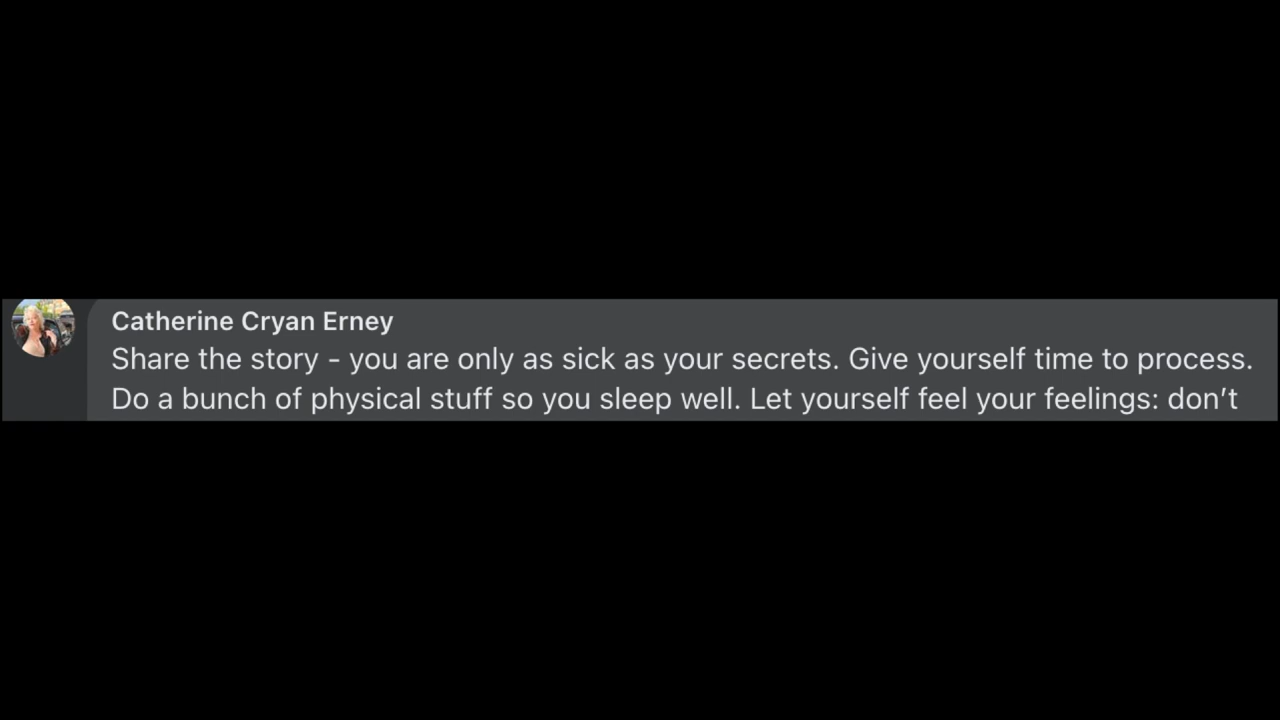 Catherine Cryan Erney
Share the story - you are only as sick as your secrets. Give yourself time to process.
Do a bunch of physical stuff so you sleep well. Let yourself feel your feelings: don’t